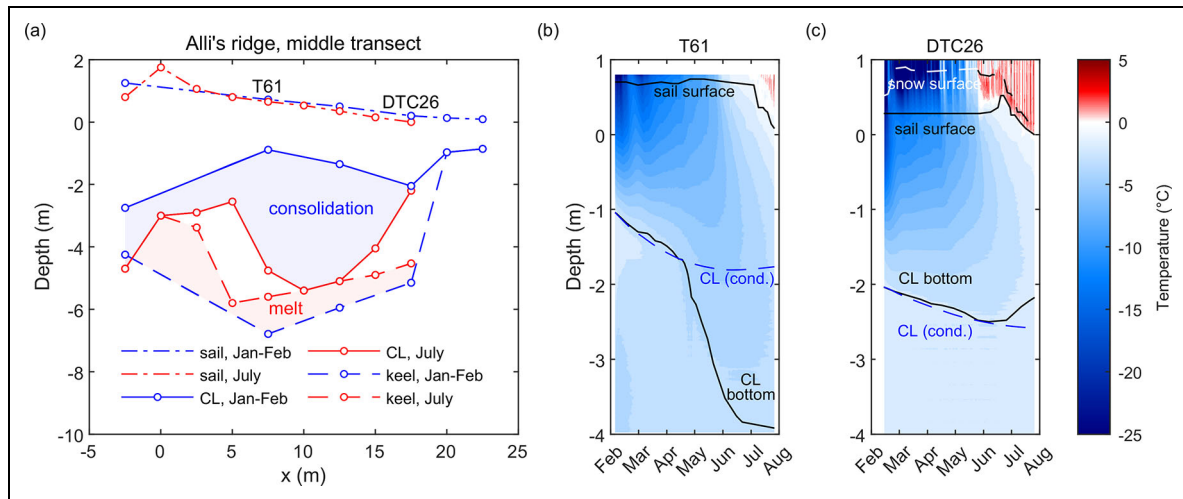 (a)
Alli's ridge, middle transect
2
0
-2
-4
-6
-8
-10
Depth (m)
-5
0
5
10
15
20
25
x (m)
T61
DTC26
consolidation
melt
sail, Jan-Feb
sail, July
CL, Jan-Feb
CL, July
keel, Jan-Feb
keel, July
(b)
T61
sail surface
0
-1
-2
-3
-4
Depth (m)
CL (cond.)
CL
bottom
Feb
Mar
Apr
May
Jun
Jul
Aug
(c)
DTC26
snow surface
sail surface
0
-1
-2
-3
-4
CL bottom
CL (cond.)
Feb
Mar
Apr
May
Jun
Jul
Aug
5
0
-5
-10
-15
-20
-25
Temperature (°C)